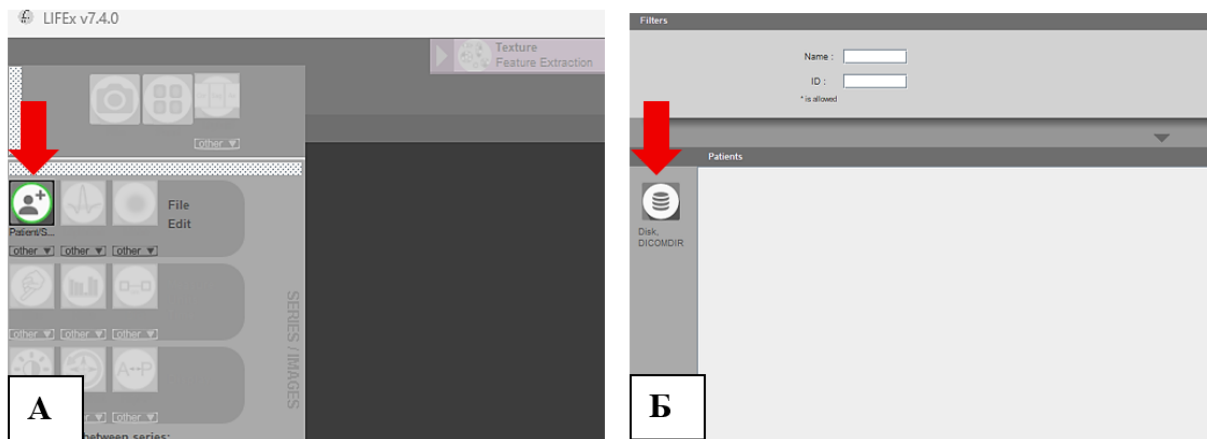 LIFEx v7.4.0
Texture
Feature Extraction
[other ▼]
File
Edit
Patient/S...
[other ▼] [other ▼] [other ▼]
[other ▼] [other ▼] [other ▼]
SERIES / IMAGES
A↔P
[other ▼]
between series:
А
Filters
Name :
ID :
* is allowed
Patients
Disk,
DICOMDIR
Б